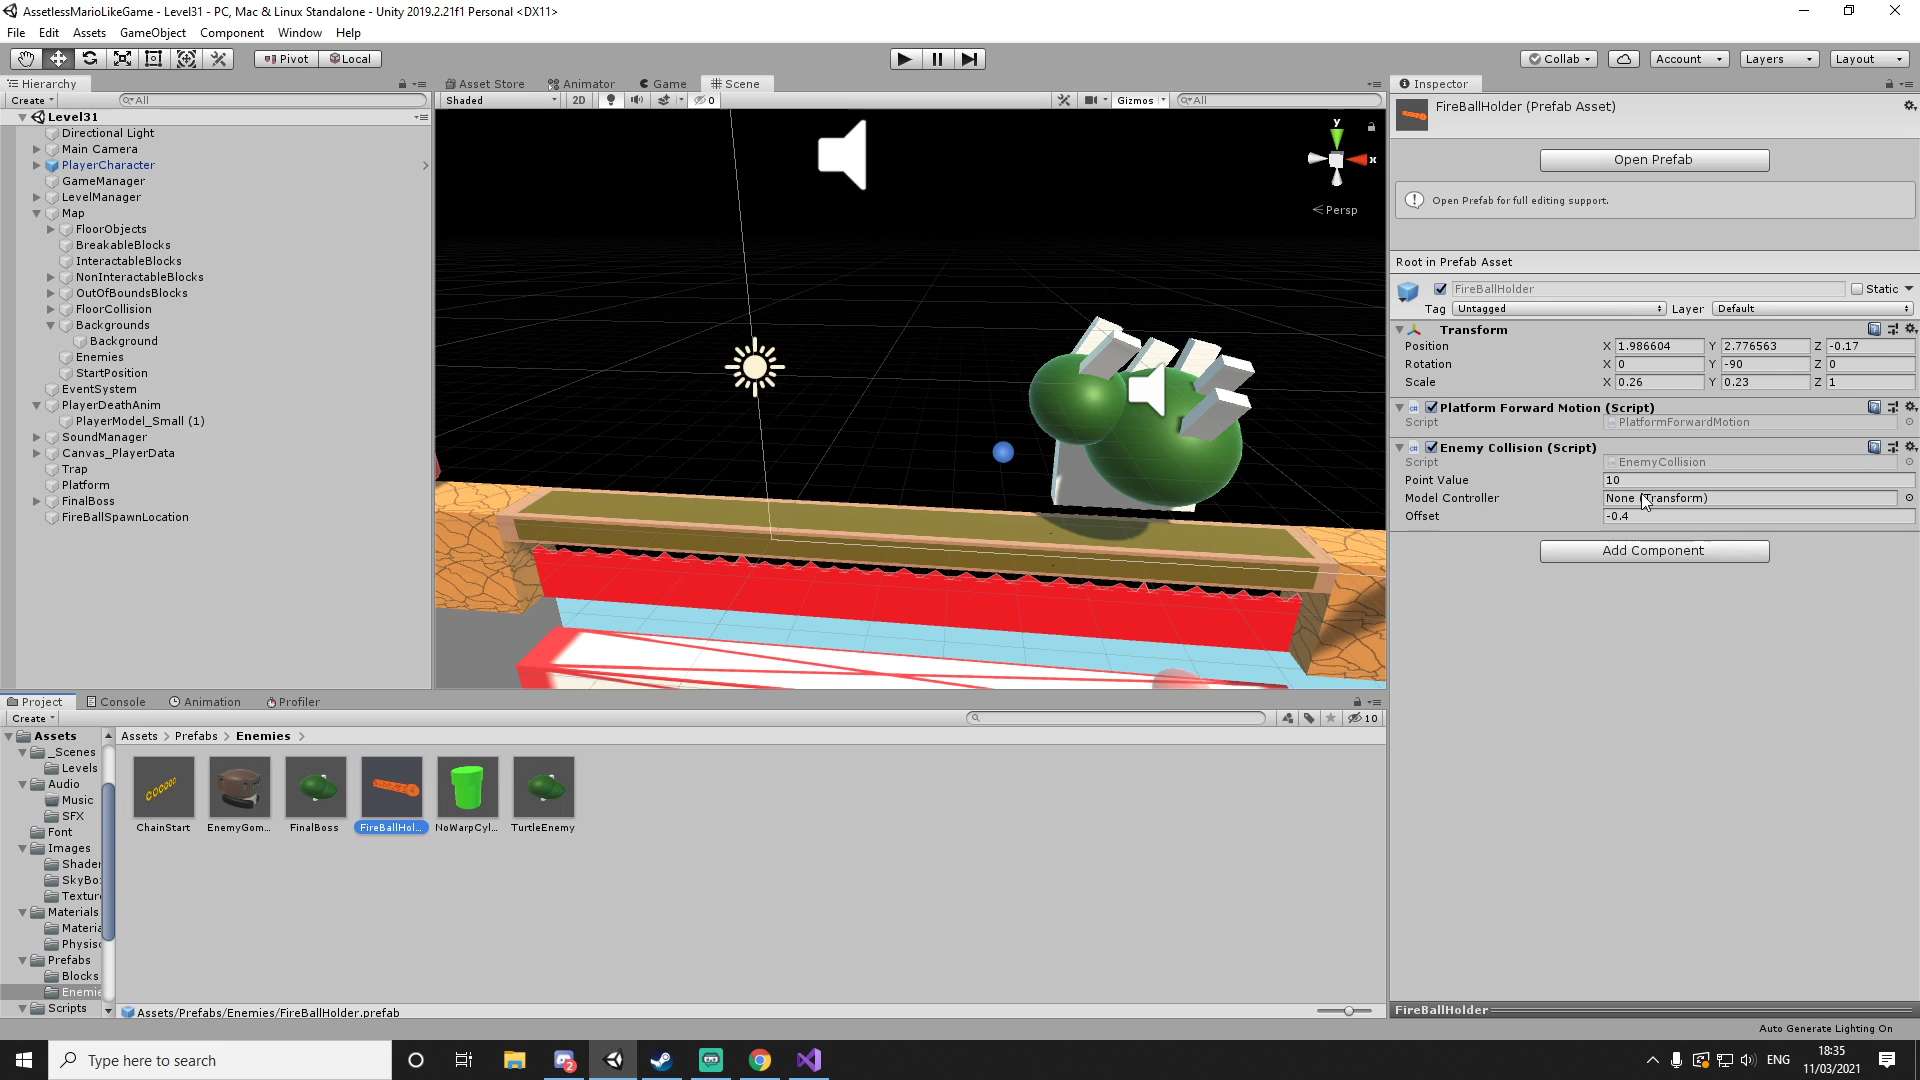 AssetlessMarioLikeGame - Level31 - PC, Mac & Linux Standalone - Unity 2019.2.21f1 Personal <DX11>
File Edit Assets GameObject Component Window Help
Pivot Local Collab Account Layers Layout
Hierarchy Asset Store Animator Game Scene Inspector
Create All Shaded 2D 0 Gizmos All
Level31
Directional Light
Main Camera
PlayerCharacter
GameManager
LevelManager
Map
FloorObjects
BreakableBlocks
InteractableBlocks
NonInteractableBlocks
OutOfBoundsBlocks
FloorCollision
Backgrounds
Background
Enemies
StartPosition
EventSystem
PlayerDeathAnim
PlayerModel_Small (1)
SoundManager
Canvas_PlayerData
Trap
Platform
FinalBoss
FireBallSpawnLocation
y
x
Persp
FireBallHolder (Prefab Asset)
Open Prefab
Open Prefab for full editing support.
Root in Prefab Asset
FireBallHolder Static
Tag Untagged Layer Default
Transform
Position X 1.986604 Y 2.776563 Z -0.17
Rotation X 0 Y -90 Z 0
Scale X 0.26 Y 0.23 Z 1
Platform Forward Motion (Script)
Script PlatformForwardMotion
Enemy Collision (Script)
Script EnemyCollision
Point Value 10
Model Controller None (Transform)
Offset -0.4
Add Component
Project Console Animation Profiler
Create 10
Assets
_Scenes
Levels
Audio
Music
SFX
Font
Images
Shader
SkyBo
Textur
Materials
Materia
Physisc
Prefabs
Blocks
Enemie
Scripts
Assets > Prefabs > Enemies >
ChainStart EnemyGom... FinalBoss FireBallHol... NoWarpCyl... TurtleEnemy
Assets/Prefabs/Enemies/FireBallHolder.prefab
FireBallHolder
Auto Generate Lighting On
Type here to search
2
ENG
18:35
11/03/2021